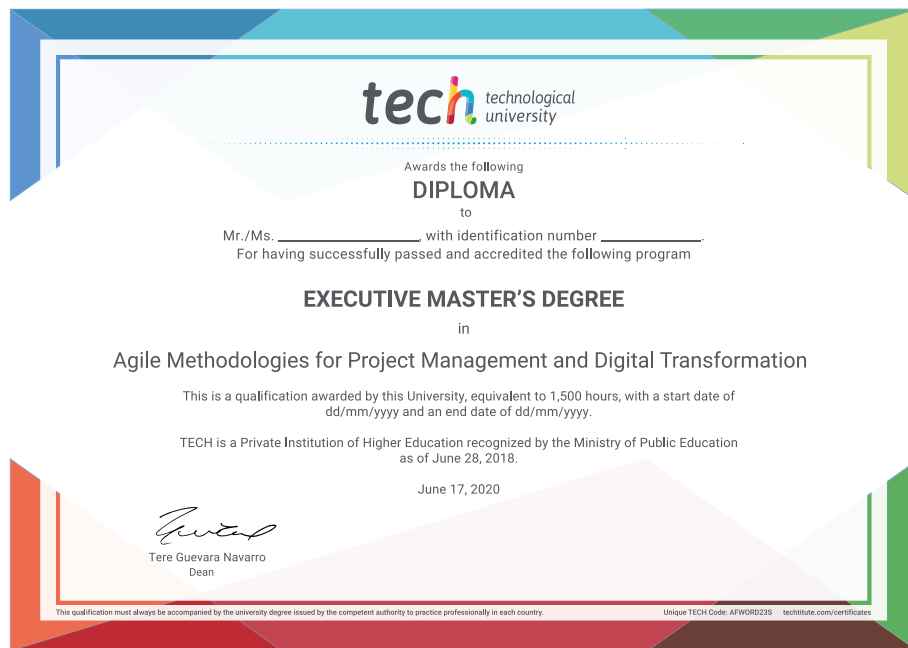 tech technological
university
Awards the following
DIPLOMA
to
Mr./Ms. ____________________, with identification number ______________.
For having successfully passed and accredited the following program
EXECUTIVE MASTER'S DEGREE
in
Agile Methodologies for Project Management and Digital Transformation
This is a qualification awarded by this University, equivalent to 1,500 hours, with a start date of
dd/mm/yyyy and an end date of dd/mm/yyyy.
TECH is a Private Institution of Higher Education recognized by the Ministry of Public Education
as of June 28, 2018.
June 17, 2020
Tere Guevara Navarro
Dean
This qualification must always be accompanied by the university degree issued by the competent authority to practice professionally in each country. Unique TECH Code: AFWORD23S techtitute.com/certificates